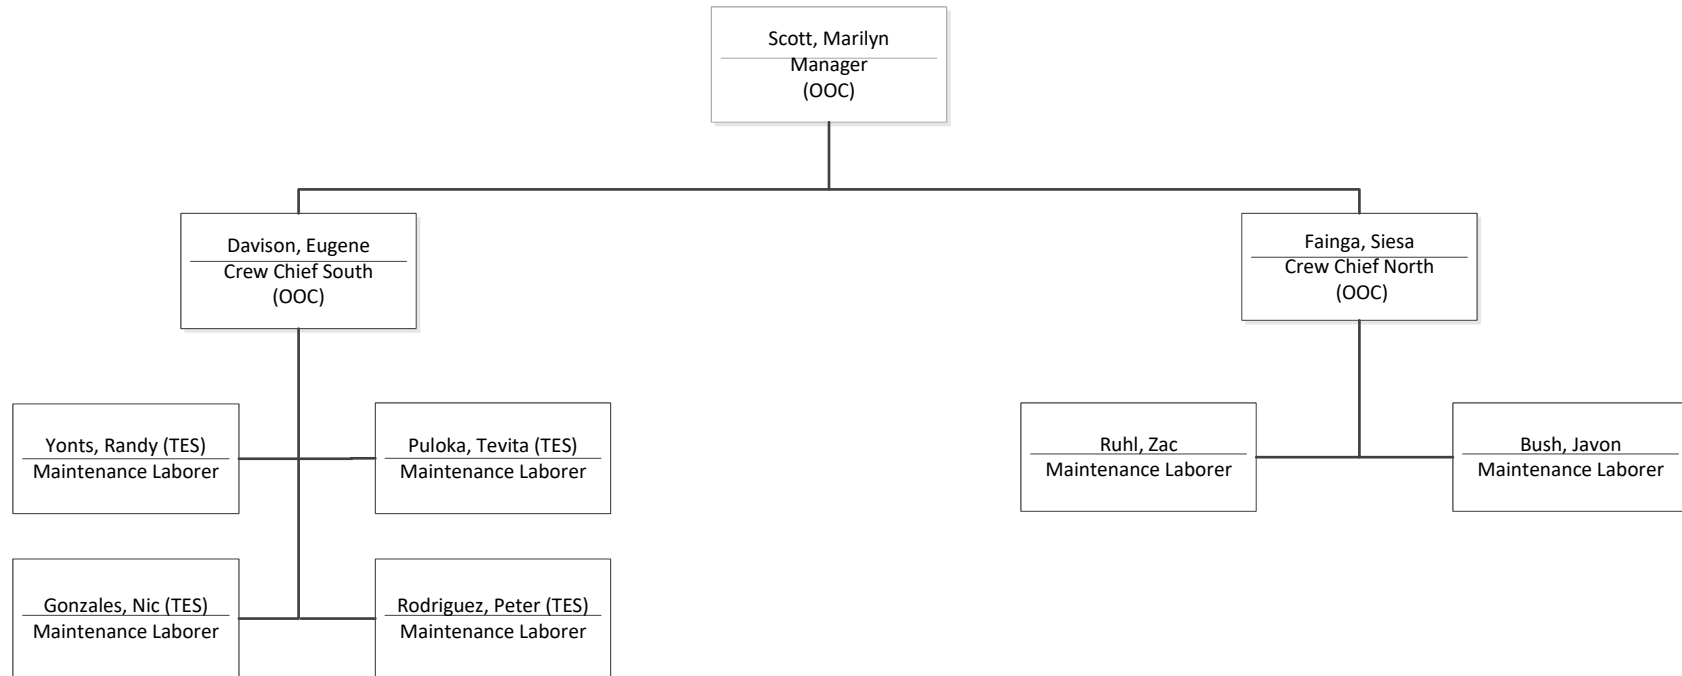 Scott, Marilyn
Manager
(OOC)
Davison, Eugene
Crew Chief South
(OOC)
Fainga, Siesa
Crew Chief North
(OOC)
Yonts, Randy (TES)
Maintenance Laborer
Puloka, Tevita (TES)
Maintenance Laborer
Ruhl, Zac
Maintenance Laborer
Bush, Javon
Maintenance Laborer
Gonzales, Nic (TES)
Maintenance Laborer
Rodriguez, Peter (TES)
Maintenance Laborer